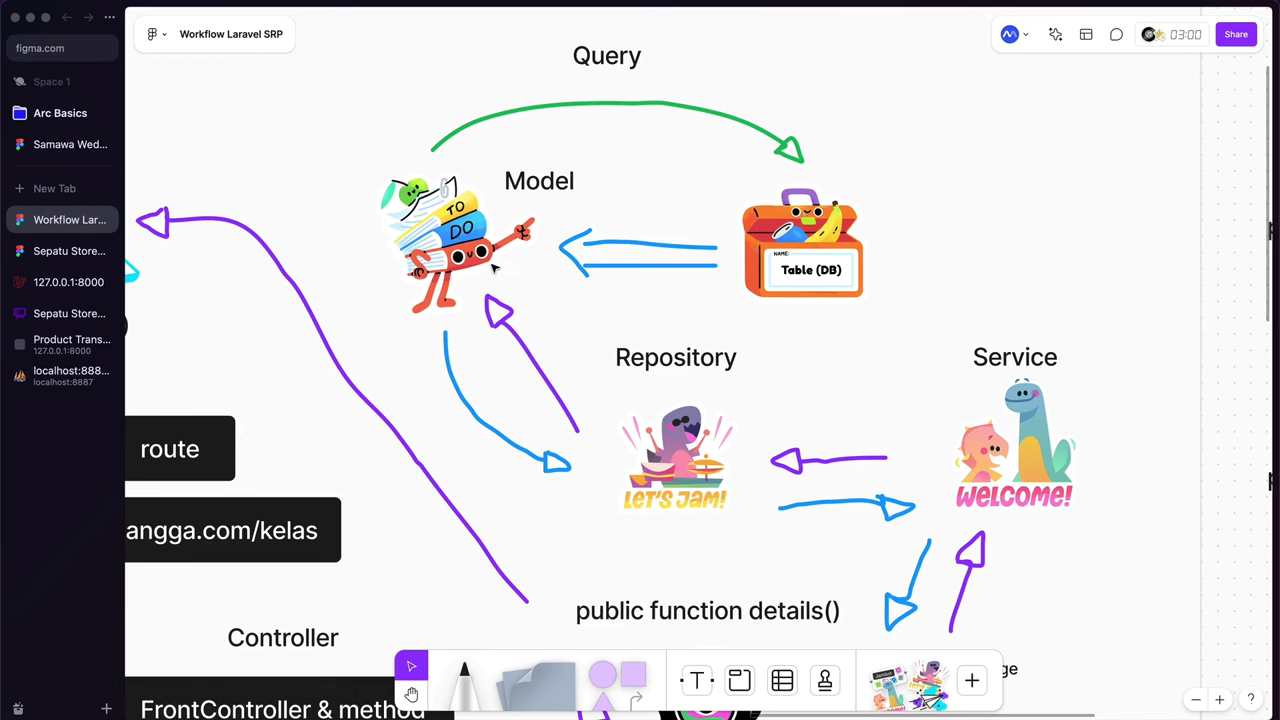 figma.com
Space 1
Arc Basics
Samawa Wed...
New Tab
Workflow Lar...
Sepatu Store...
127.0.0.1:8000
Sepatu Store...
Product Trans...
127.0.0.1:8000
localhost:888...
localhost:8887
Workflow Laravel SRP
03:00
Share
Query
Model
TO
DO
NAME:
Table (DB)
Repository
Service
LET'S JAM!
WELCOME!
route
angga.com/kelas
public function details()
Controller
FrontController & method
T
?